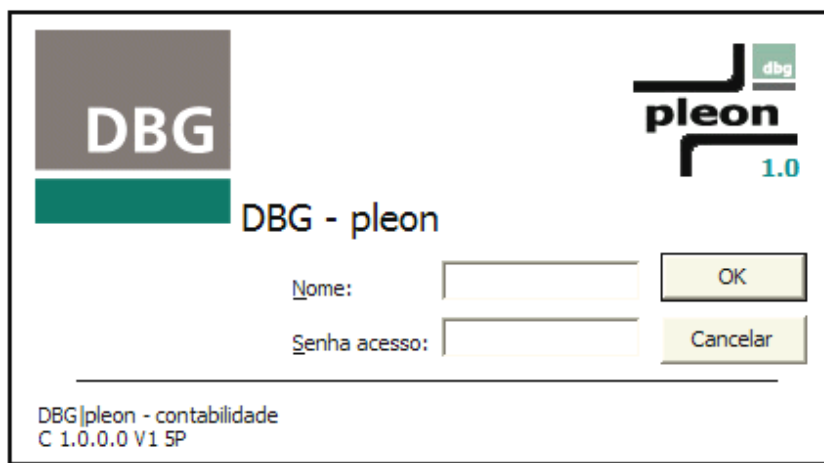 DBG
dbg
pleon
1.0
DBG - pleon
Nome:
OK
Senha acesso:
Cancelar
DBG|pleon - contabilidade
C 1.0.0.0 V1 5P